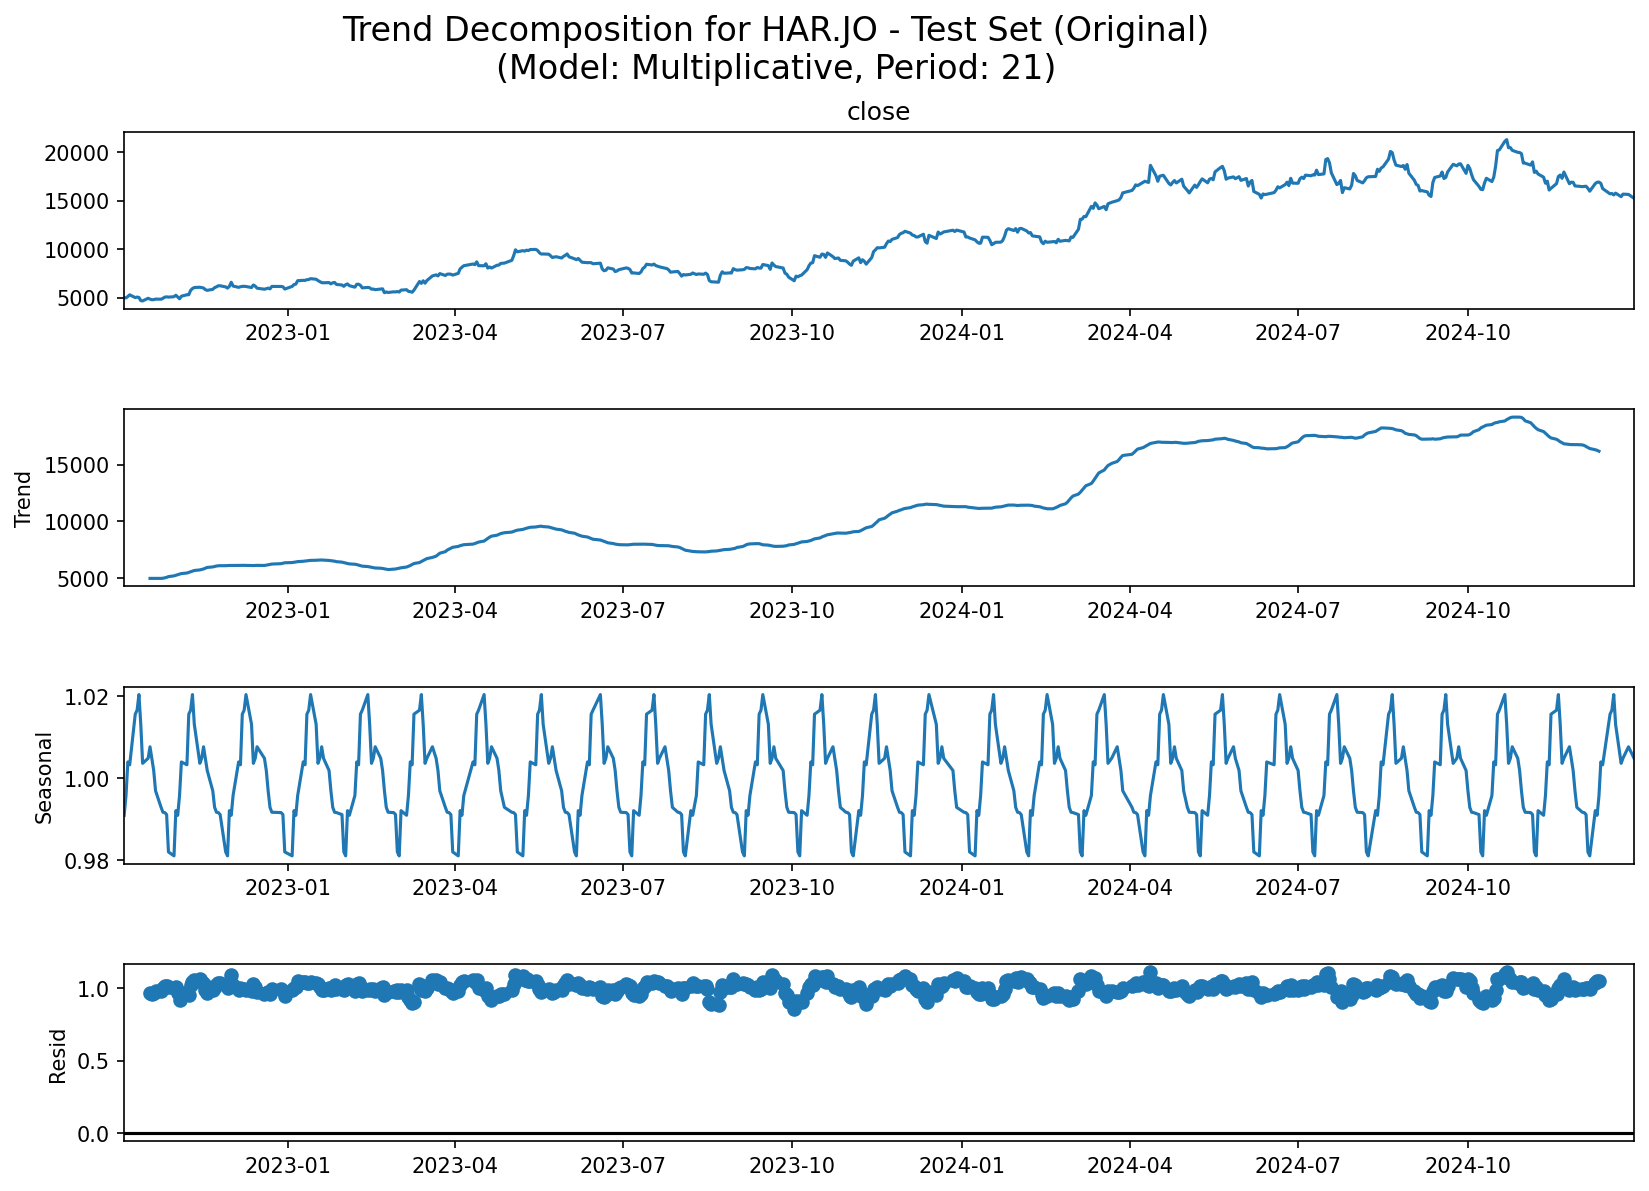 Trend Decomposition for HAR.JO - Test Set (Original)
(Model: Multiplicative, Period: 21)
close
20000
15000
10000
5000
2023-01 2023-04 2023-07 2023-10 2024-01 2024-04 2024-07 2024-10
Trend
15000
10000
5000
2023-01 2023-04 2023-07 2023-10 2024-01 2024-04 2024-07 2024-10
Seasonal
1.02
1.00
0.98
2023-01 2023-04 2023-07 2023-10 2024-01 2024-04 2024-07 2024-10
Resid
1.0
0.5
0.0
2023-01 2023-04 2023-07 2023-10 2024-01 2024-04 2024-07 2024-10